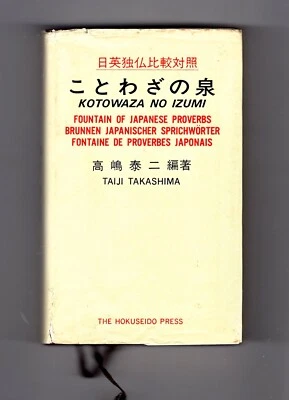 日英独仏比較対照
ことわざの泉
KOTOWAZA NO IZUMI
FOUNTAIN OF JAPANESE PROVERBS
BRUNNEN JAPANISCHER SPRICHWÖRTER
FONTAINE DE PROVERBES JAPONAIS
高嶋泰二編著
TAIJI TAKASHIMA
THE HOKUSEIDO PRESS